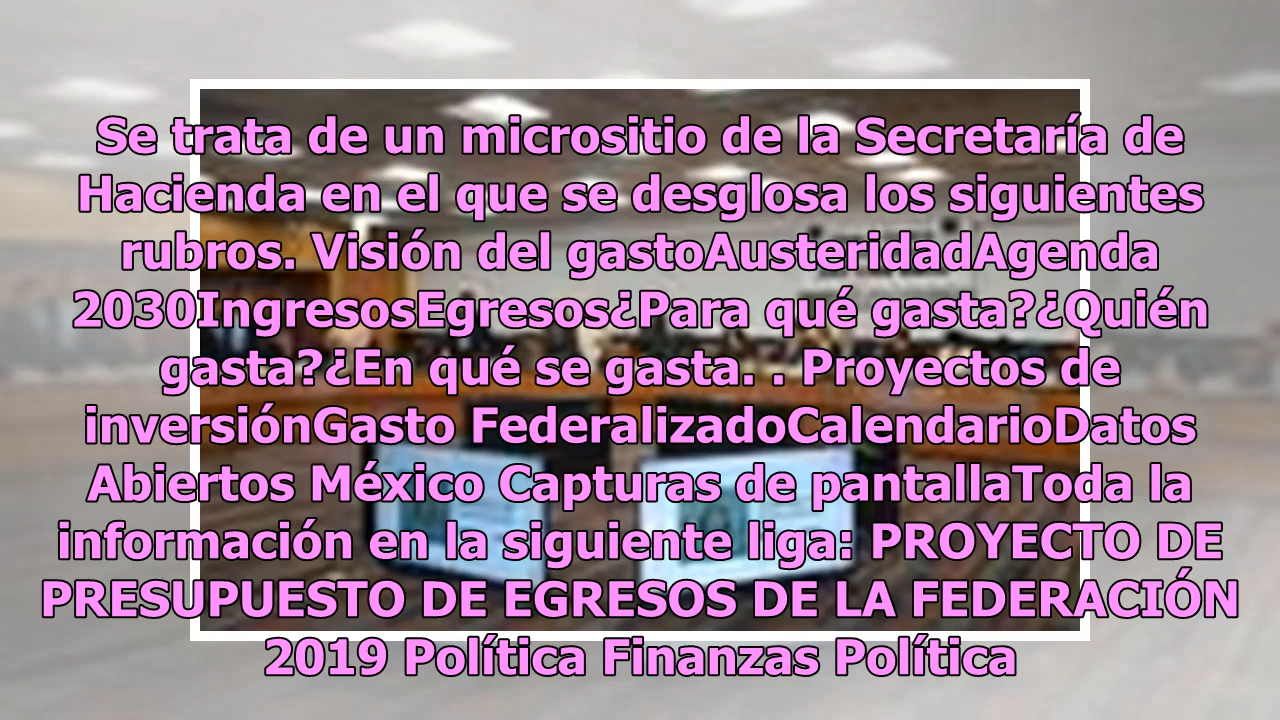 Se trata de un micrositio de la Secretaría de
Hacienda en el que se desglosa los siguientes
rubros. Visión del gastoAusteridadAgenda
2030IngresosEgresos¿Para qué gasta?¿Quién
gasta?¿En qué se gasta. . Proyectos de
inversiónGasto FederalizadoCalendarioDatos
Abiertos México Capturas de pantallaToda la
información en la siguiente liga: PROYECTO DE
PRESUPUESTO DE EGRESOS DE LA FEDERACIÓN
2019 Política Finanzas Política